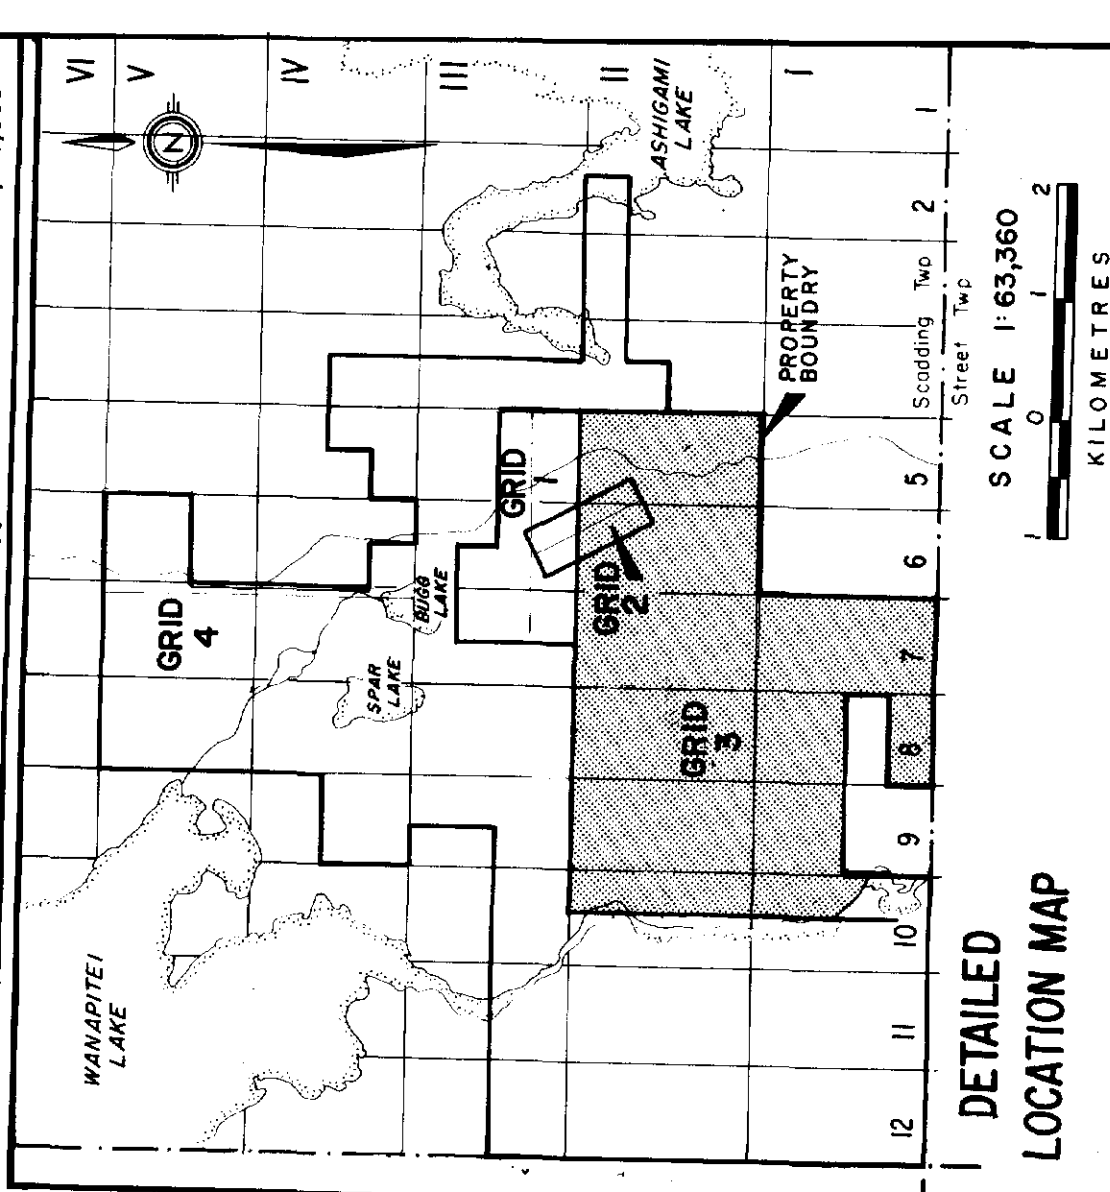 VI
V
IV
III
II
I
N
WANAPITEI
LAKE
ASHIGAMI
LAKE
GRID
4
SPAR
LAKE
BUGG
LAKE
GRID
1
GRID
2
GRID
3
PROPERTY
BOUNDRY
12
11
10
9
8
7
6
5
2
1
Scadding Twp
Street Twp
DETAILED
LOCATION MAP
SCALE 1:63,360
1 0 1 2
KILOMETRES